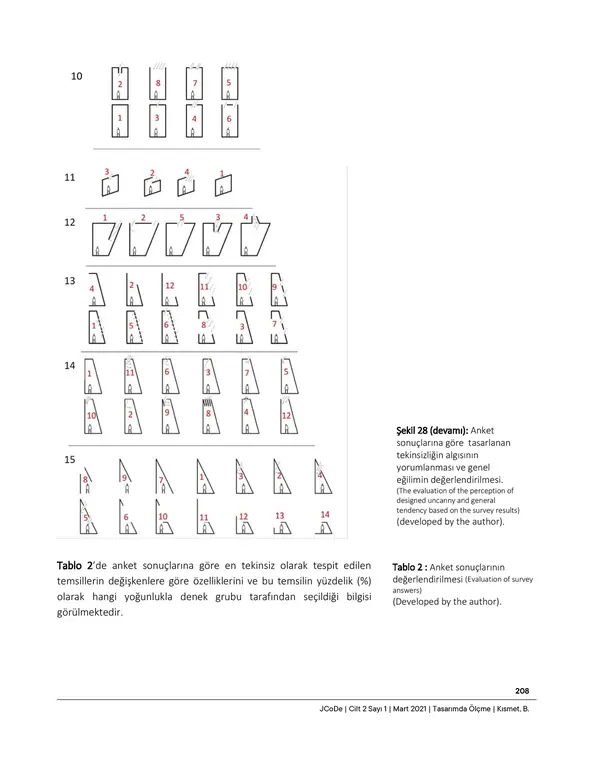 10
2 8 7 5
1 3 4 6
11
3 2 4 1
12
1 2 5 3 4
13
4 2 12 11 10 9
1 5 6 8 3 7
14
1 11 6 3 7 5
10 2 9 8 4 12
15
8 9 7 1 3 2 4
5 6 10 11 12 13 14
Şekil 28 (devamı): Anket
sonuçlarına göre tasarlanan
tekinsizliğin algısının
yorumlanması ve genel
eğilimin değerlendirilmesi.
(The evaluation of the perception of
designed uncanny and general
tendency based on the survey results)
(developed by the author).
Tablo 2’de anket sonuçlarına göre en tekinsiz olarak tespit edilen
temsillerin değişkenlere göre özelliklerini ve bu temsilin yüzdelik (%)
olarak hangi yoğunlukla denek grubu tarafından seçildiği bilgisi
görülmektedir.
Tablo 2 : Anket sonuçlarının
değerlendirilmesi (Evaluation of survey
answers)
(Developed by the author).
208
JCoDe | Cilt 2 Sayı 1 | Mart 2021 | Tasarımda Ölçme | Kısmet, B.